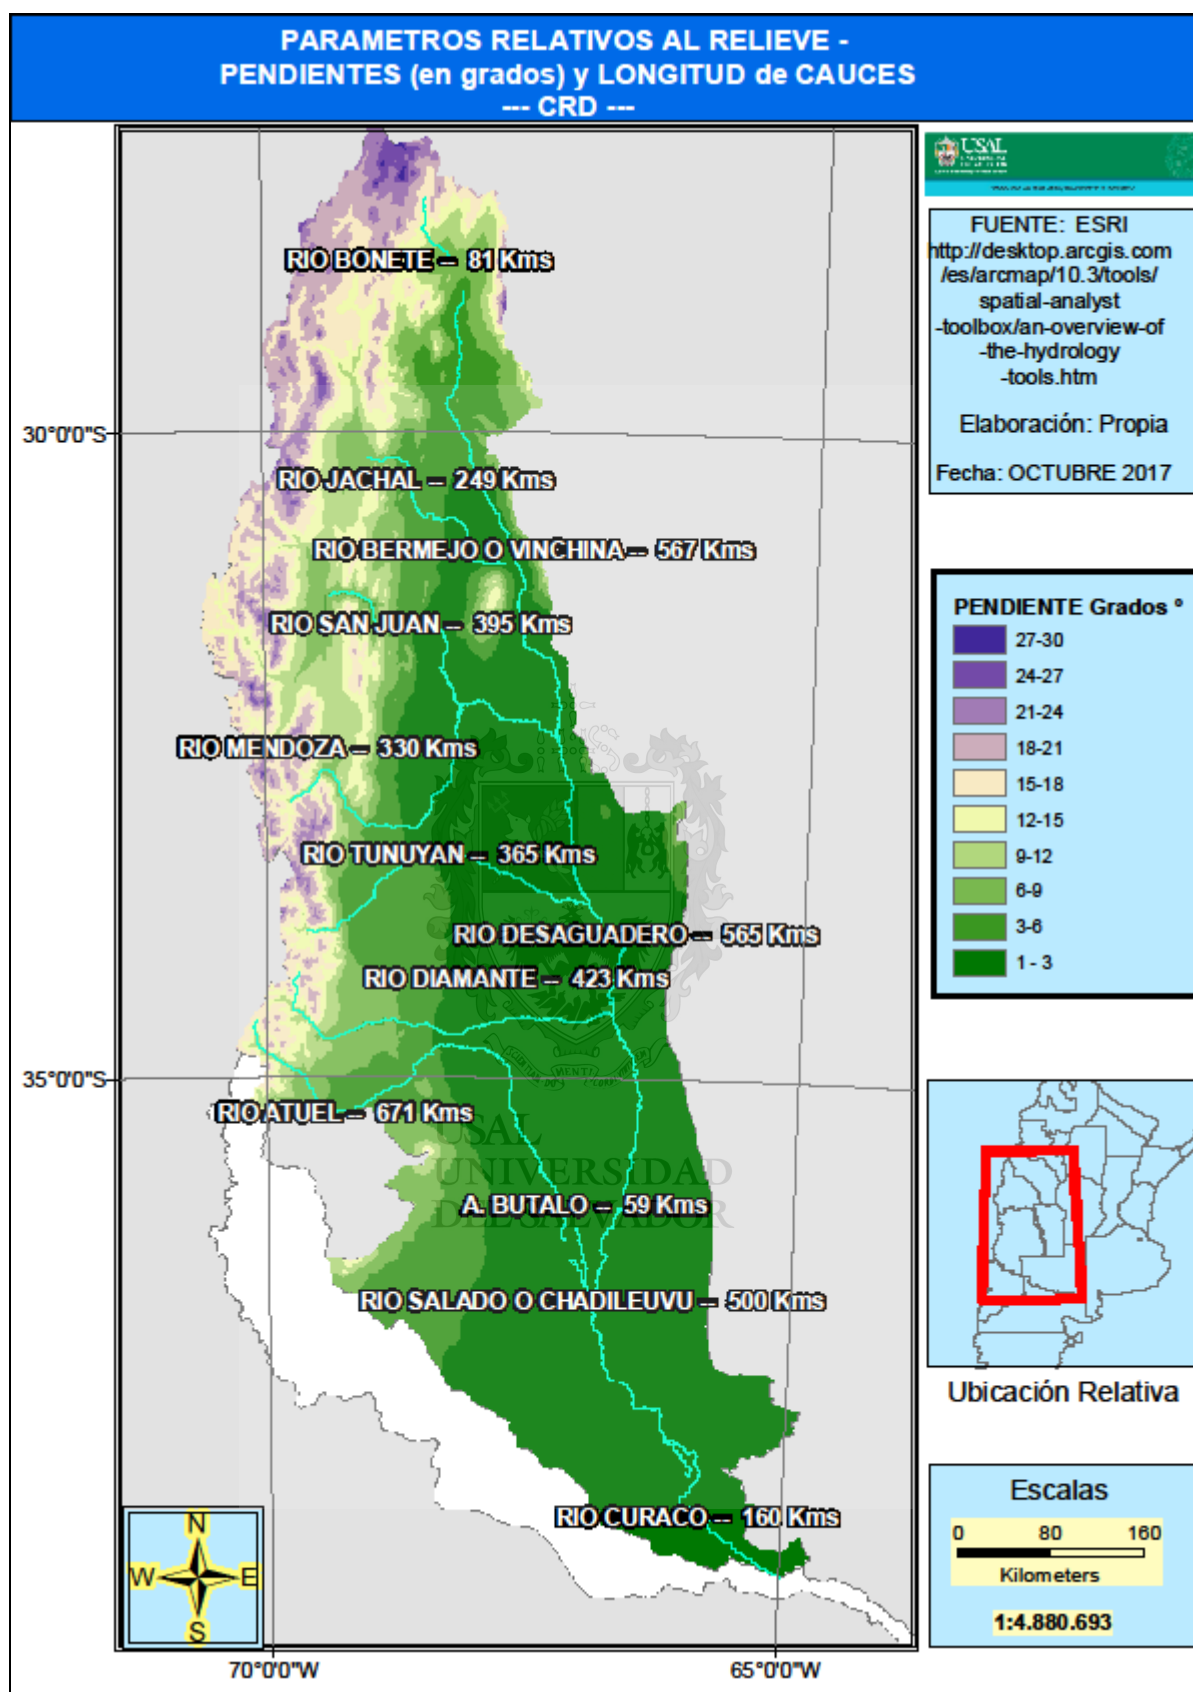 PARAMETROS RELATIVOS AL RELIEVE -
PENDIENTES (en grados) y LONGITUD de CAUCES
--- CRD ---
USAL
FUENTE: ESRI
http://desktop.arcgis.com
/es/arcmap/10.3/tools/
spatial-analyst
-toolbox/an-overview-of
-the-hydrology
-tools.htm
Elaboración: Propia
Fecha: OCTUBRE 2017
RIO BONETE -- 81 Kms
30°0'0"S
RIO JACHAL -- 249 Kms
RIO BERMEJO O VINCHINA -- 567 Kms
RIO SAN JUAN -- 395 Kms
RIO MENDOZA -- 330 Kms
RIO TUNUYAN -- 365 Kms
RIO DESAGUADERO -- 565 Kms
RIO DIAMANTE -- 423 Kms
35°0'0"S
RIO ATUEL -- 671 Kms
A. BUTALO -- 59 Kms
RIO SALADO O CHADILEUVU -- 500 Kms
RIO CURACO -- 160 Kms
MENTI
USAL
UNIVERSIDAD
DEL SALVADOR
PENDIENTE Grados °
27-30
24-27
21-24
18-21
15-18
12-15
9-12
6-9
3-6
1 - 3
Ubicación Relativa
Escalas
0 80 160
Kilometers
1:4.880.693
N
W E
S
70°0'0"W
65°0'0"W